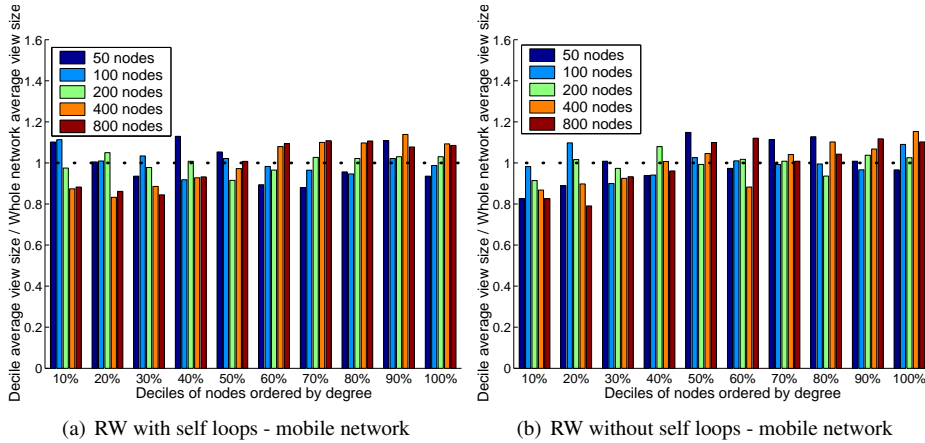 Decile average view size / Whole network average view size
1.6
1.4
1.2
1
0.8
0.6
0.4
0.2
0
50 nodes
100 nodes
200 nodes
400 nodes
800 nodes
10% 20% 30% 40% 50% 60% 70% 80% 90% 100%
Deciles of nodes ordered by degree
(a) RW with self loops - mobile network
Decile average view size / Whole network average view size
1.6
1.4
1.2
1
0.8
0.6
0.4
0.2
0
50 nodes
100 nodes
200 nodes
400 nodes
800 nodes
10% 20% 30% 40% 50% 60% 70% 80% 90% 100%
Deciles of nodes ordered by degree
(b) RW without self loops - mobile network